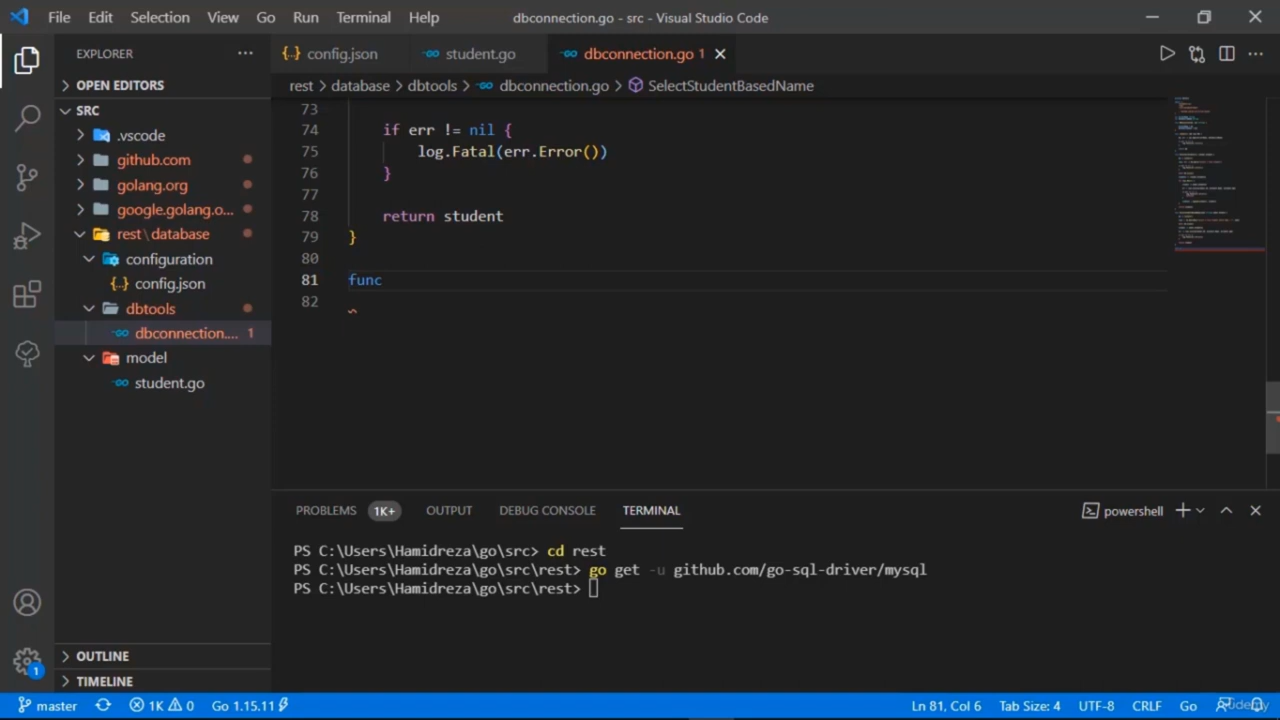 File Edit Selection View Go Run Terminal Help
dbconnection.go - src - Visual Studio Code
EXPLORER
config.json
student.go
dbconnection.go 1
OPEN EDITORS
rest > database > dbtools > dbconnection.go > SelectStudentBasedName
SRC
.vscode
github.com
golang.org
google.golang.o...
rest\database
configuration
config.json
dbtools
dbconnection.... 1
model
student.go
73
74 if err != nil {
75 log.Fatal(err.Error())
76 }
77
78 return student
79 }
80
81 func
82
PROBLEMS 1K+ OUTPUT DEBUG CONSOLE TERMINAL
powershell
PS C:\Users\Hamidreza\go\src> cd rest
PS C:\Users\Hamidreza\go\src\rest> go get -u github.com/go-sql-driver/mysql
PS C:\Users\Hamidreza\go\src\rest>
OUTLINE
TIMELINE
1
master 1K 0 Go 1.15.11
Ln 81, Col 6 Tab Size: 4 UTF-8 CRLF Go
Udemy